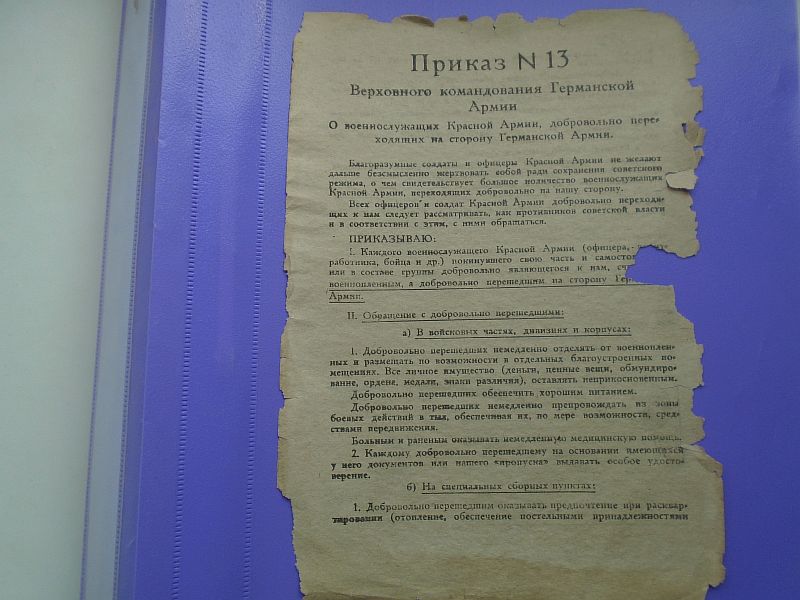 Приказ N 13
Верховного командования Германской
Армии
О военнослужащих Красной Армии, добровольно пере-
ходящих на сторону Германской Армии.
Благоразумные солдаты и офицеры Красной Армии не желают
дальше бессмысленно жертвовать собой ради сохранения советского
режима, о чем свидетельствует большое количество военнослужащих
Красной Армии, переходящих добровольно на нашу сторону.
Всех офицеров и солдат Красной Армии добровольно переходя-
щих к нам следует рассматривать, как противников советской власти
и в соответствии с этим, с ними обращаться.
ПРИКАЗЫВАЮ:
I. Каждого военнослужащего Красной Армии (офицера,
работника, бойца и др.) покинувшего свою часть и
или в составе группы добровольно являющегося к нам,
военнопленным, а добровольно перешедшим на сторону
Армии.
II. Обращение с добровольно перешедшими:
а) В войсковых частях, дивизиях и корпусах:
1. Добровольно перешедших немедленно отделять от военноплен-
ных и размещать по возможности в отдельных благоустроенных по-
мещениях. Все личное имущество (деньги, ценные вещи, обмундиро-
вание, ордена, медали, знаки различия), оставлять неприкосновенным.
Добровольно перешедших обеспечить хорошим питанием.
Добровольно перешедших немедленно препровождать из зоны
боевых действий в тыл, обеспечивая их, по мере возможности, сред-
ствами передвижения.
Больным и раненым оказывать немедленную медицинскую помощь.
2. Каждому добровольно перешедшему на основании имеющихся
у него документов или нашего «пропуска» выдавать особое удосто-
верение.
б) На специальных сборных пунктах:
1. Добровольно перешедшим оказывать предпочтение при расквар-
тировании (отопление, обеспечение постельными принадлежностями